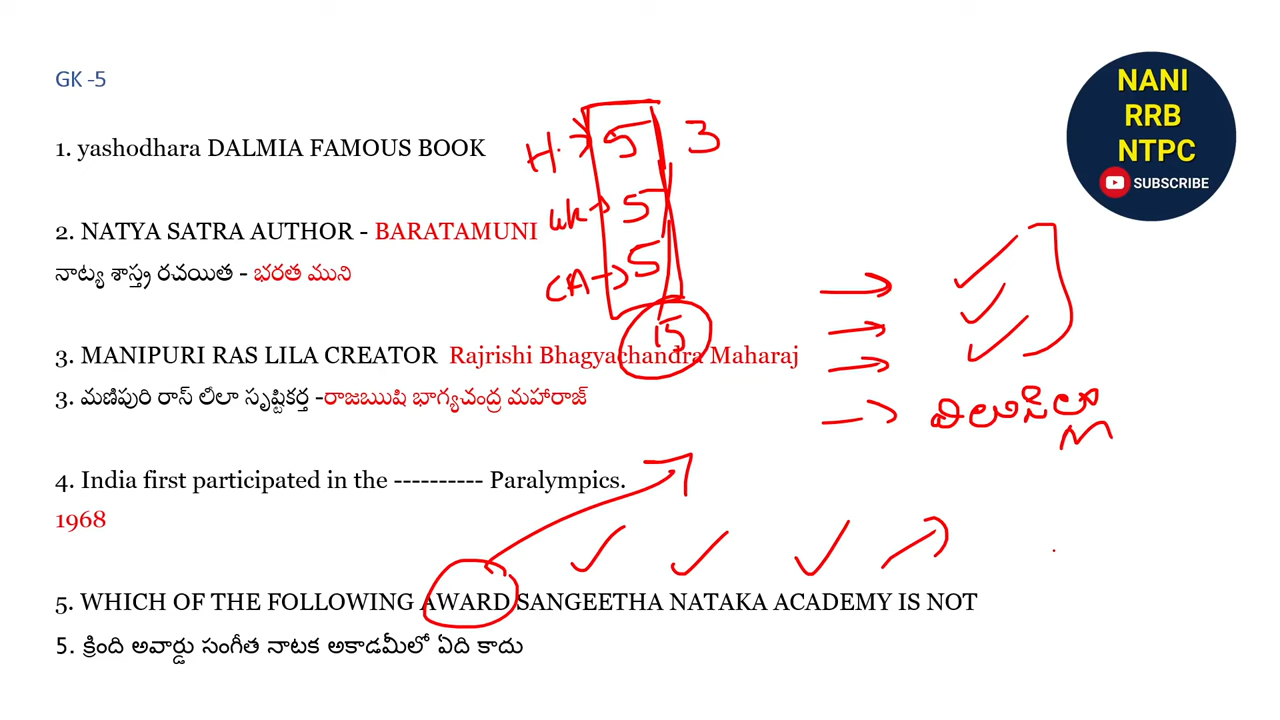 GK -5
NANI
RRB
NTPC
SUBSCRIBE
1. yashodhara DALMIA FAMOUS BOOK
H → 5 3
GK → 5
CA → 5
15
2. NATYA SATRA AUTHOR - BARATAMUNI
నాట్య శాస్త్ర రచయిత - భరత ముని
3. MANIPURI RAS LILA CREATOR Rajrishi Bhagyachandra Maharaj
3. మణిపురి రాస్ లీలా సృష్టికర్త -రాజఋషి భాగ్యచంద్ర మహారాజ్
4. India first participated in the ---------- Paralympics.
1968
5. WHICH OF THE FOLLOWING AWARD SANGEETHA NATAKA ACADEMY IS NOT
5. క్రింది అవార్డు సంగీత నాటక అకాడమీలో ఏది కాదు